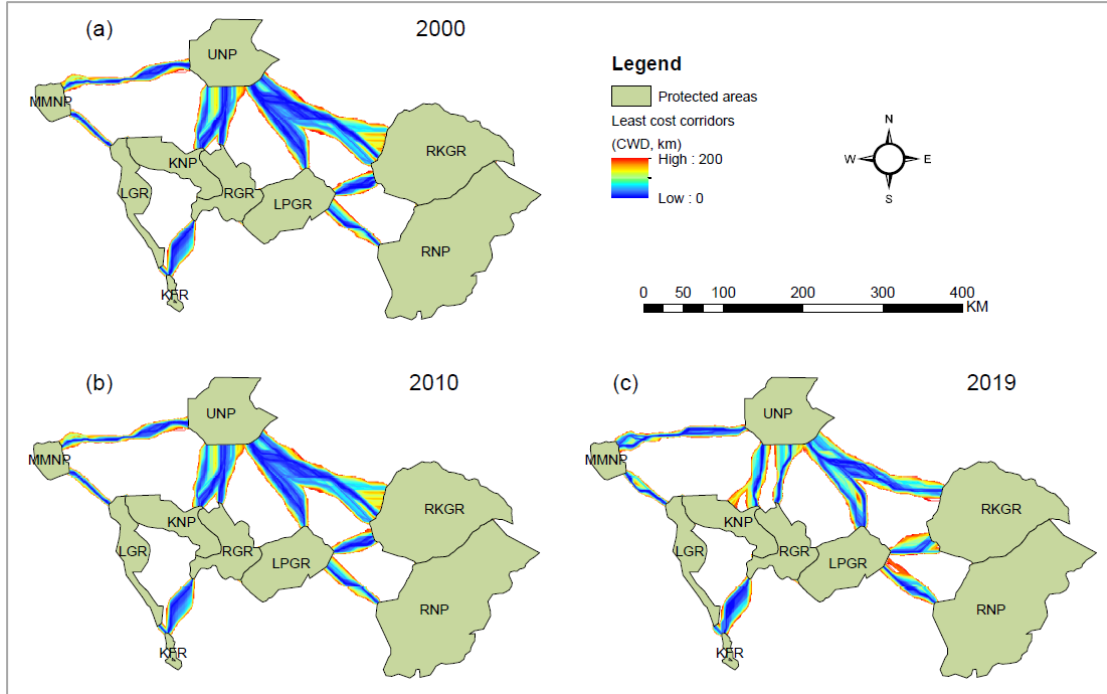 (a)
2000
UNP
MMNP
KNP
LGR
RGR
LPGR
RKGR
RNP
KFR
Legend
Protected areas
Least cost corridors
(CWD, km)
High : 200
Low : 0
N
W
E
S
0 50 100 200 300 400
KM
(b)
2010
UNP
MMNP
KNP
LGR
RGR
LPGR
RKGR
RNP
KFR
(c)
2019
UNP
MMNP
KNP
LGR
RGR
LPGR
RKGR
RNP
KFR